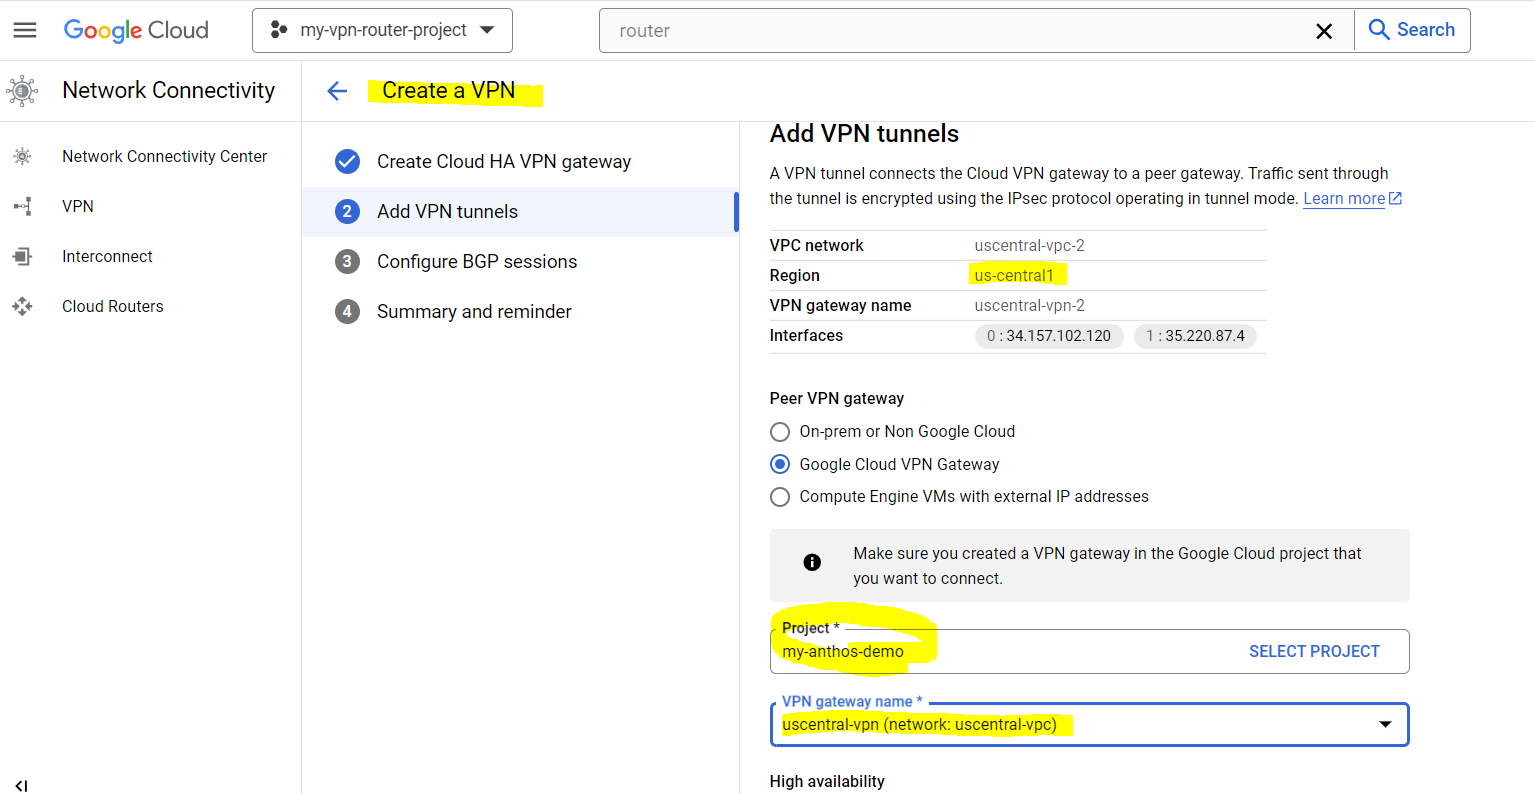 Google Cloud
my-vpn-router-project
router
Search
Network Connectivity
Create a VPN
Network Connectivity Center
VPN
Interconnect
Cloud Routers
Create Cloud HA VPN gateway
2 Add VPN tunnels
3 Configure BGP sessions
4 Summary and reminder
Add VPN tunnels
A VPN tunnel connects the Cloud VPN gateway to a peer gateway. Traffic sent through
the tunnel is encrypted using the IPsec protocol operating in tunnel mode. Learn more
VPC network uscentral-vpc-2
Region us-central1
VPN gateway name uscentral-vpn-2
Interfaces 0 : 34.157.102.120 1 : 35.220.87.4
Peer VPN gateway
On-prem or Non Google Cloud
Google Cloud VPN Gateway
Compute Engine VMs with external IP addresses
Make sure you created a VPN gateway in the Google Cloud project that
you want to connect.
Project *
my-anthos-demo SELECT PROJECT
VPN gateway name *
uscentral-vpn (network: uscentral-vpc)
High availability